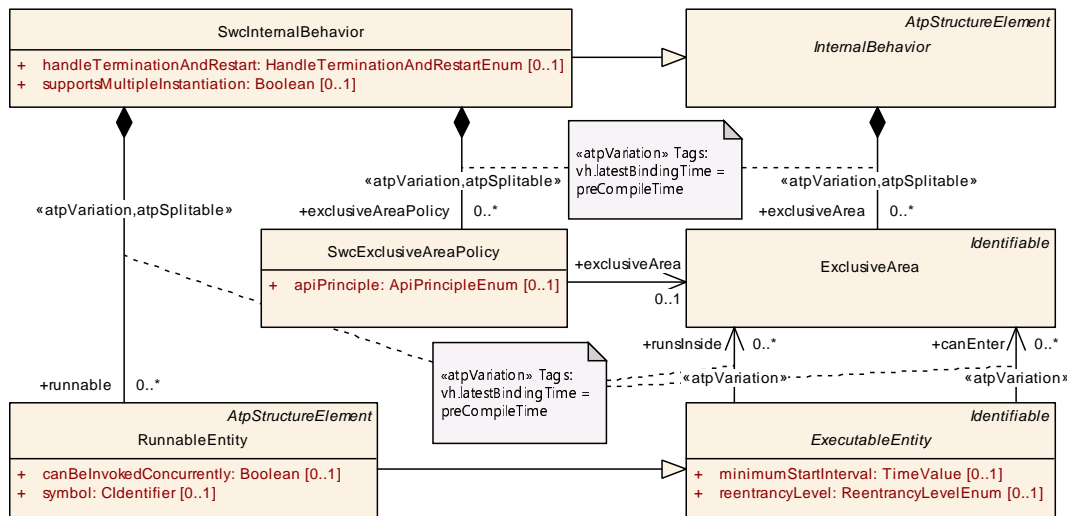 SwcInternalBehavior
+ handleTerminationAndRestart: HandleTerminationAndRestartEnum [0..1]
+ supportsMultipleInstantiation: Boolean [0..1]
AtpStructureElement
InternalBehavior
«atpVariation» Tags:
vh.latestBindingTime =
preCompileTime
«atpVariation,atpSplitable»
«atpVariation,atpSplitable»
«atpVariation,atpSplitable»
+exclusiveAreaPolicy 0..*
+exclusiveArea 0..*
SwcExclusiveAreaPolicy
+ apiPrinciple: ApiPrincipleEnum [0..1]
+exclusiveArea
0..1
Identifiable
ExclusiveArea
+runsInside 0..*
+canEnter 0..*
«atpVariation» Tags:
vh.latestBindingTime =
preCompileTime
«atpVariation»
«atpVariation»
+runnable 0..*
AtpStructureElement
RunnableEntity
+ canBeInvokedConcurrently: Boolean [0..1]
+ symbol: CIdentifier [0..1]
Identifiable
ExecutableEntity
+ minimumStartInterval: TimeValue [0..1]
+ reentrancyLevel: ReentrancyLevelEnum [0..1]